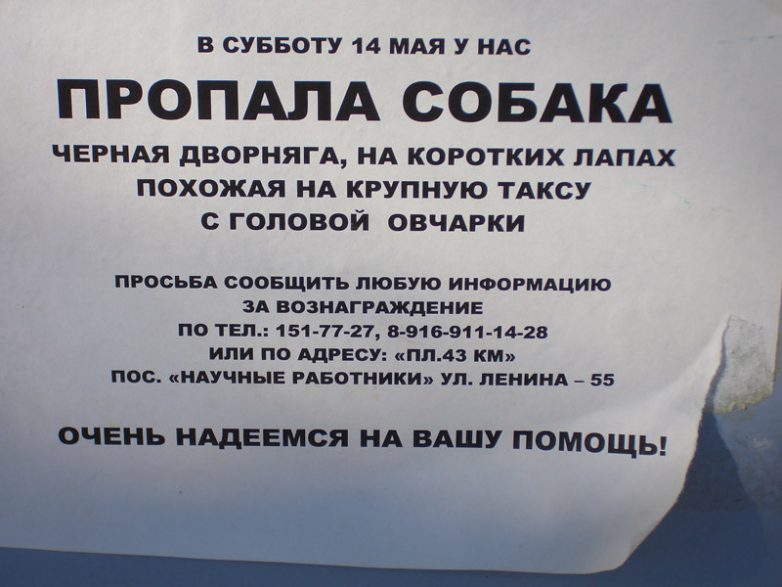 В СУББОТУ 14 МАЯ У НАС
ПРОПАЛА СОБАКА
ЧЕРНАЯ ДВОРНЯГА, НА КОРОТКИХ ЛАПАХ
ПОХОЖАЯ НА КРУПНУЮ ТАКСУ
С ГОЛОВОЙ ОВЧАРКИ
ПРОСЬБА СООБЩИТЬ ЛЮБУЮ ИНФОРМАЦИЮ
ЗА ВОЗНАГРАЖДЕНИЕ
ПО ТЕЛ.: 151-77-27, 8-916-911-14-28
ИЛИ ПО АДРЕСУ: «ПЛ.43 КМ»
ПОС. «НАУЧНЫЕ РАБОТНИКИ» УЛ. ЛЕНИНА – 55
ОЧЕНЬ НАДЕЕМСЯ НА ВАШУ ПОМОЩЬ!